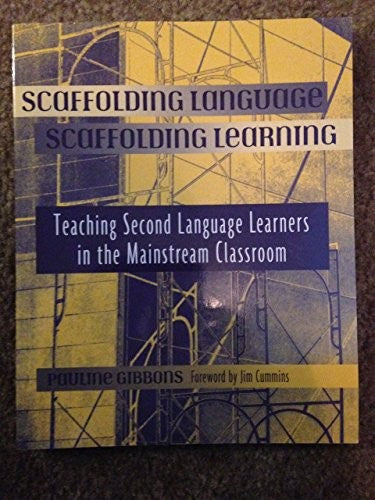 SCAFFOLDING LANGUAGE
SCAFFOLDING LEARNING
Teaching Second Language Learners
in the Mainstream Classroom
PAULINE GIBBONS Foreword by Jim Cummins